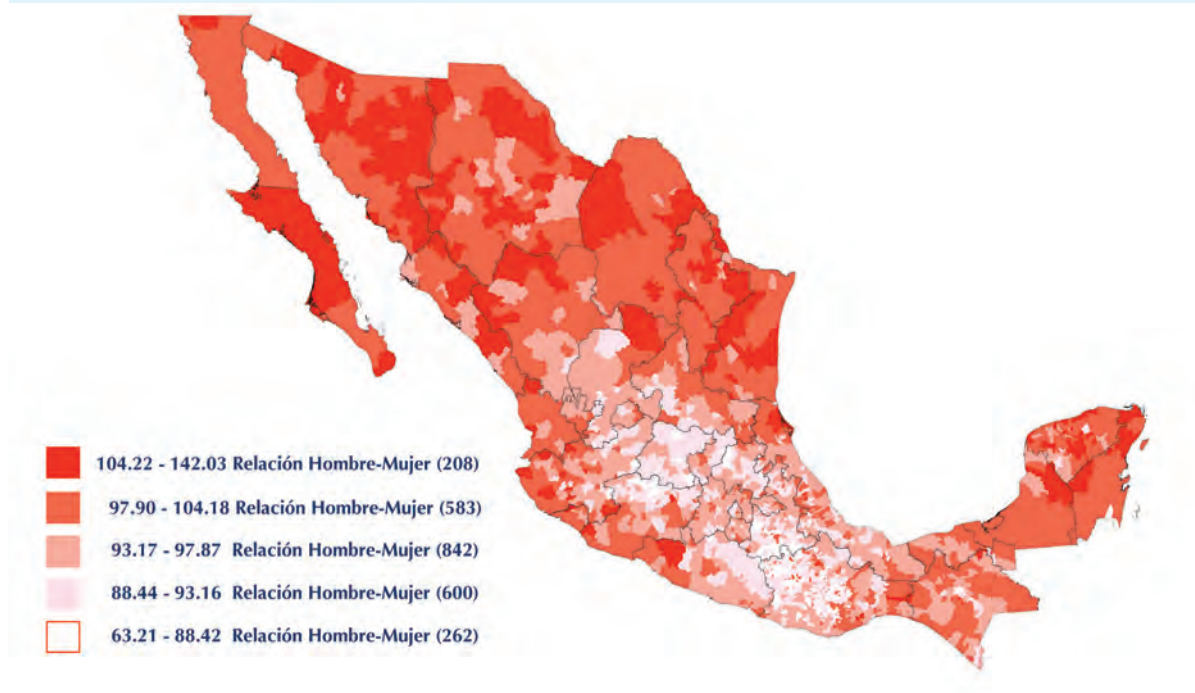 104.22 - 142.03 Relación Hombre-Mujer (208)
97.90 - 104.18 Relación Hombre-Mujer (583)
93.17 - 97.87 Relación Hombre-Mujer (842)
88.44 - 93.16 Relación Hombre-Mujer (600)
63.21 - 88.42 Relación Hombre-Mujer (262)